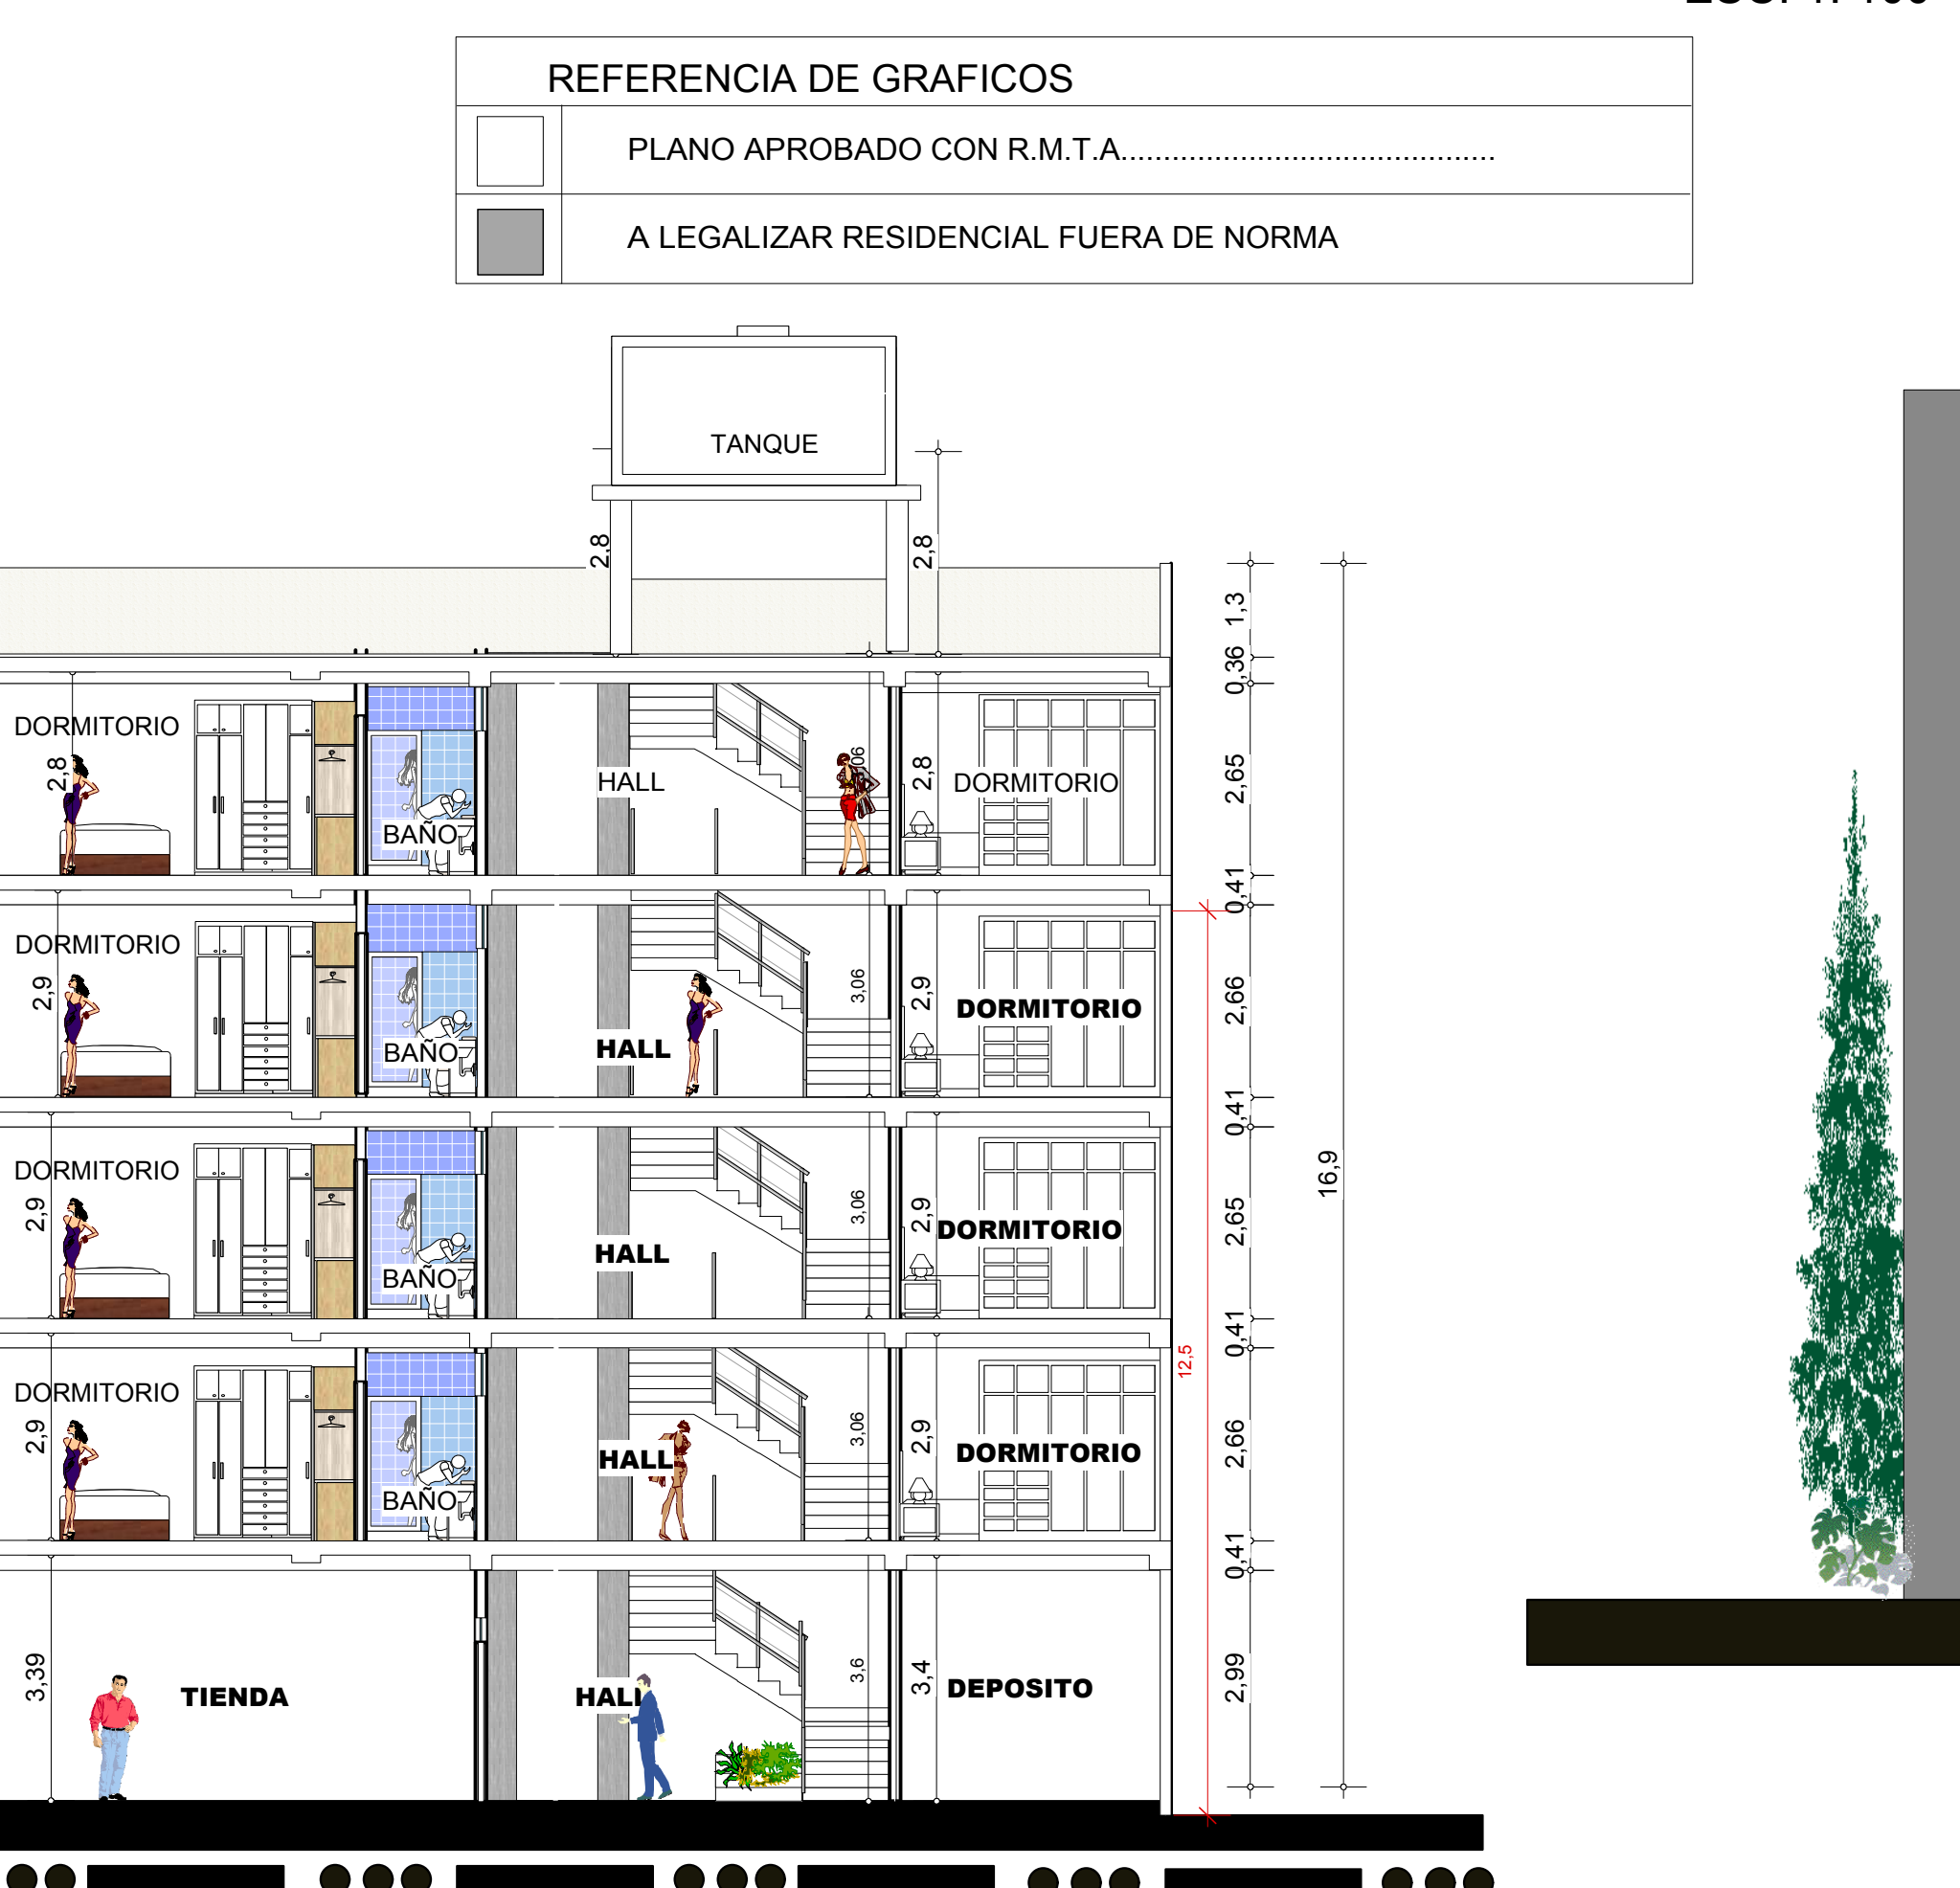 REFERENCIA DE GRAFICOS
PLANO APROBADO CON R.M.T.A............................................
A LEGALIZAR RESIDENCIAL FUERA DE NORMA
TANQUE
2,8
2,8
1,3
0,36
DORMITORIO
2,8
BAÑO
HALL
06
2,8
DORMITORIO
2,65
0,41
DORMITORIO
2,9
BAÑO
HALL
3,06
2,9
DORMITORIO
2,66
0,41
16,9
DORMITORIO
2,9
BAÑO
HALL
3,06
2,9
DORMITORIO
2,65
0,41
12,5
DORMITORIO
2,9
BAÑO
HALL
3,06
2,9
DORMITORIO
2,66
0,41
3,39
TIENDA
HALL
3,6
3,4
DEPOSITO
2,99